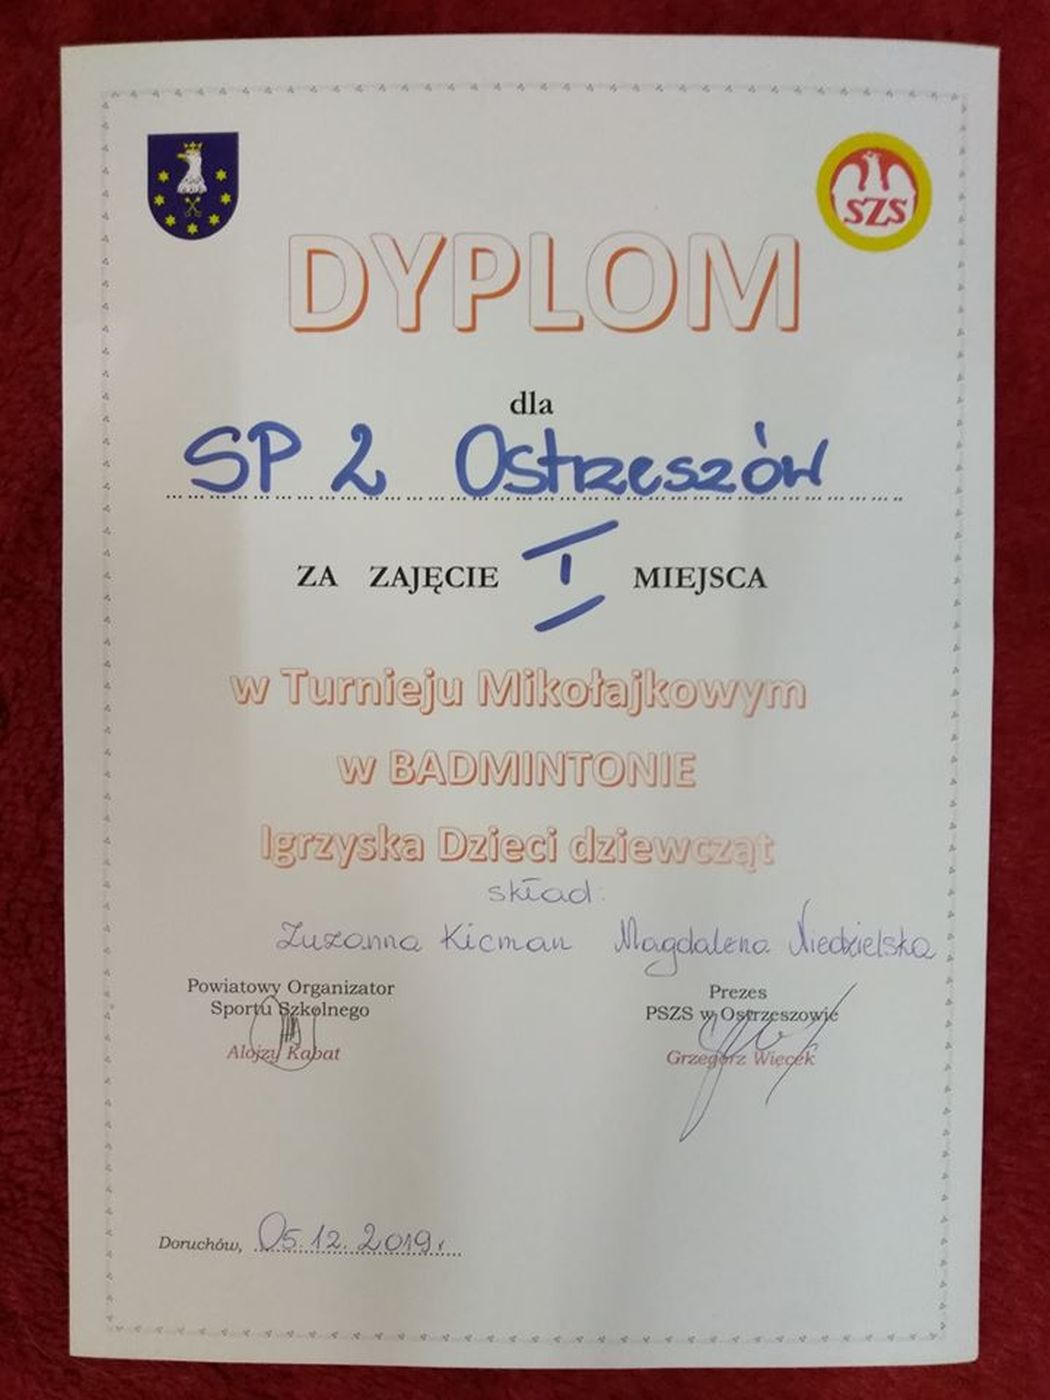 SZS
DYPLOM
dla
SP 2 Ostrzeszów
ZA ZAJĘCIE I MIEJSCA
w Turnieju Mikołajkowym
w BADMINTONIE
Igrzyska Dzieci dziewcząt
skład:
Zuzanna Kicman Magdalena Niedzielska
Powiatowy Organizator
Sportu Szkolnego
Alojzy Kabat
Prezes
PSZS w Ostrzeszowie
Grzegorz Więcek
Doruchów, 05.12.2019r.